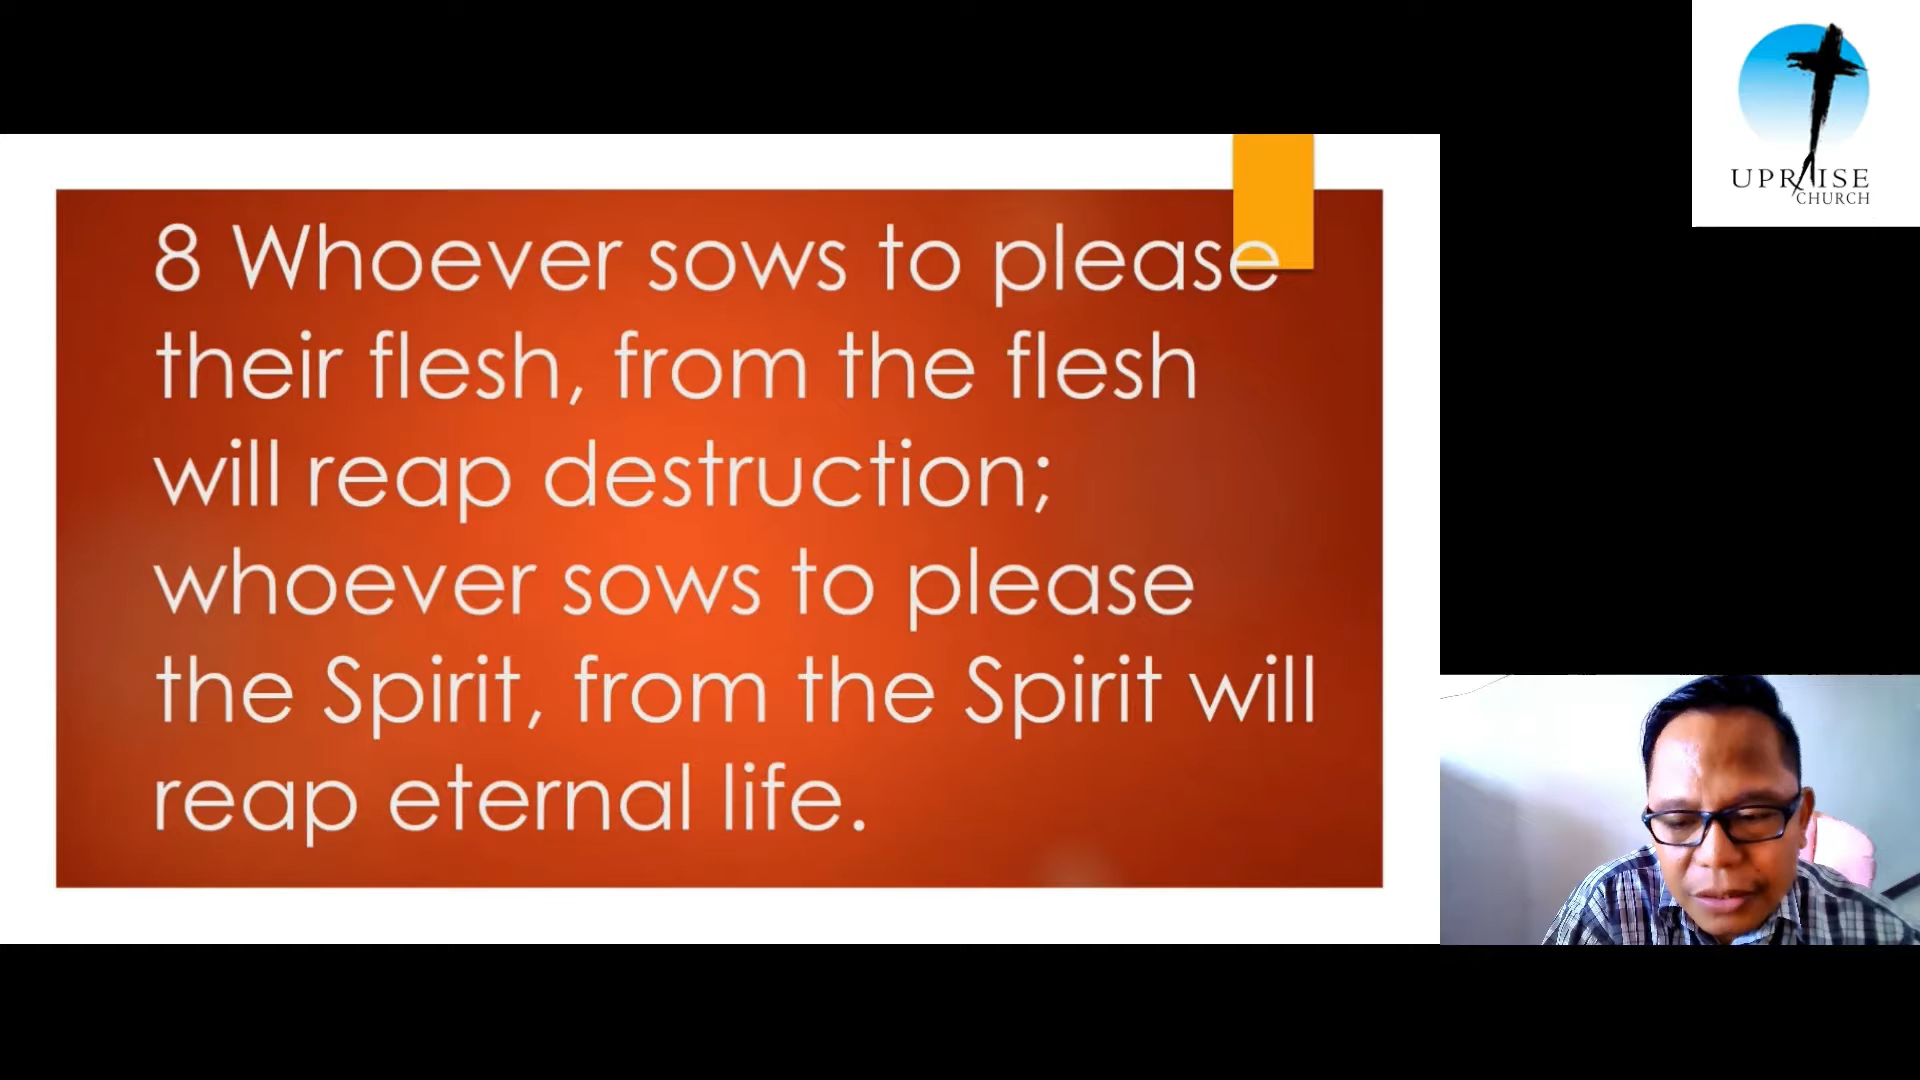 8 Whoever sows to please
their flesh, from the flesh
will reap destruction;
whoever sows to please
the Spirit, from the Spirit will
reap eternal life.
UPRAISE
CHURCH